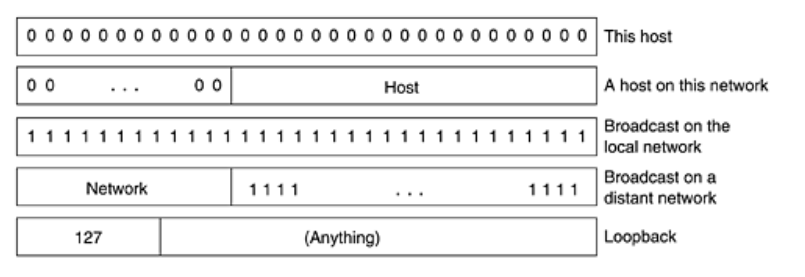 0 0 0 0 0 0 0 0 0 0 0 0 0 0 0 0 0 0 0 0 0 0 0 0 0 0 0 0 0 0 0 0 This host
0 0 ... 0 0 Host A host on this network
1 1 1 1 1 1 1 1 1 1 1 1 1 1 1 1 1 1 1 1 1 1 1 1 1 1 1 1 1 1 1 1 Broadcast on the
local network
Network 1 1 1 1 ... 1 1 1 1 Broadcast on a
distant network
127 (Anything) Loopback